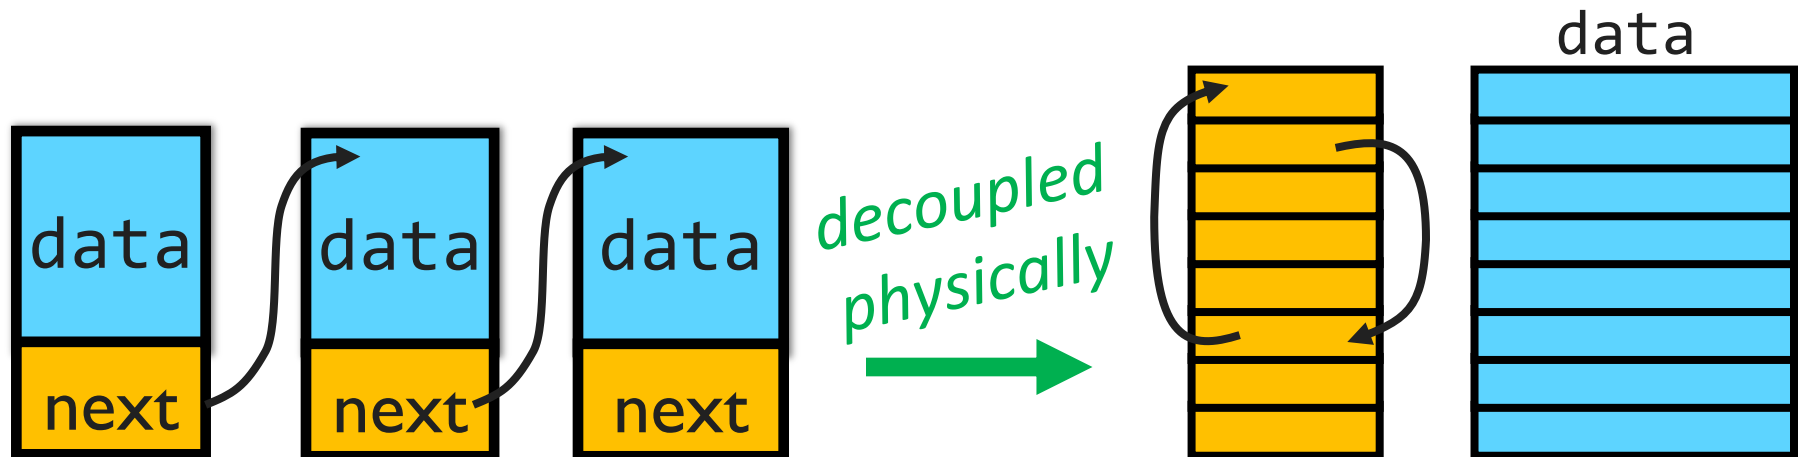 data data data
next next next
decoupled
physically
data